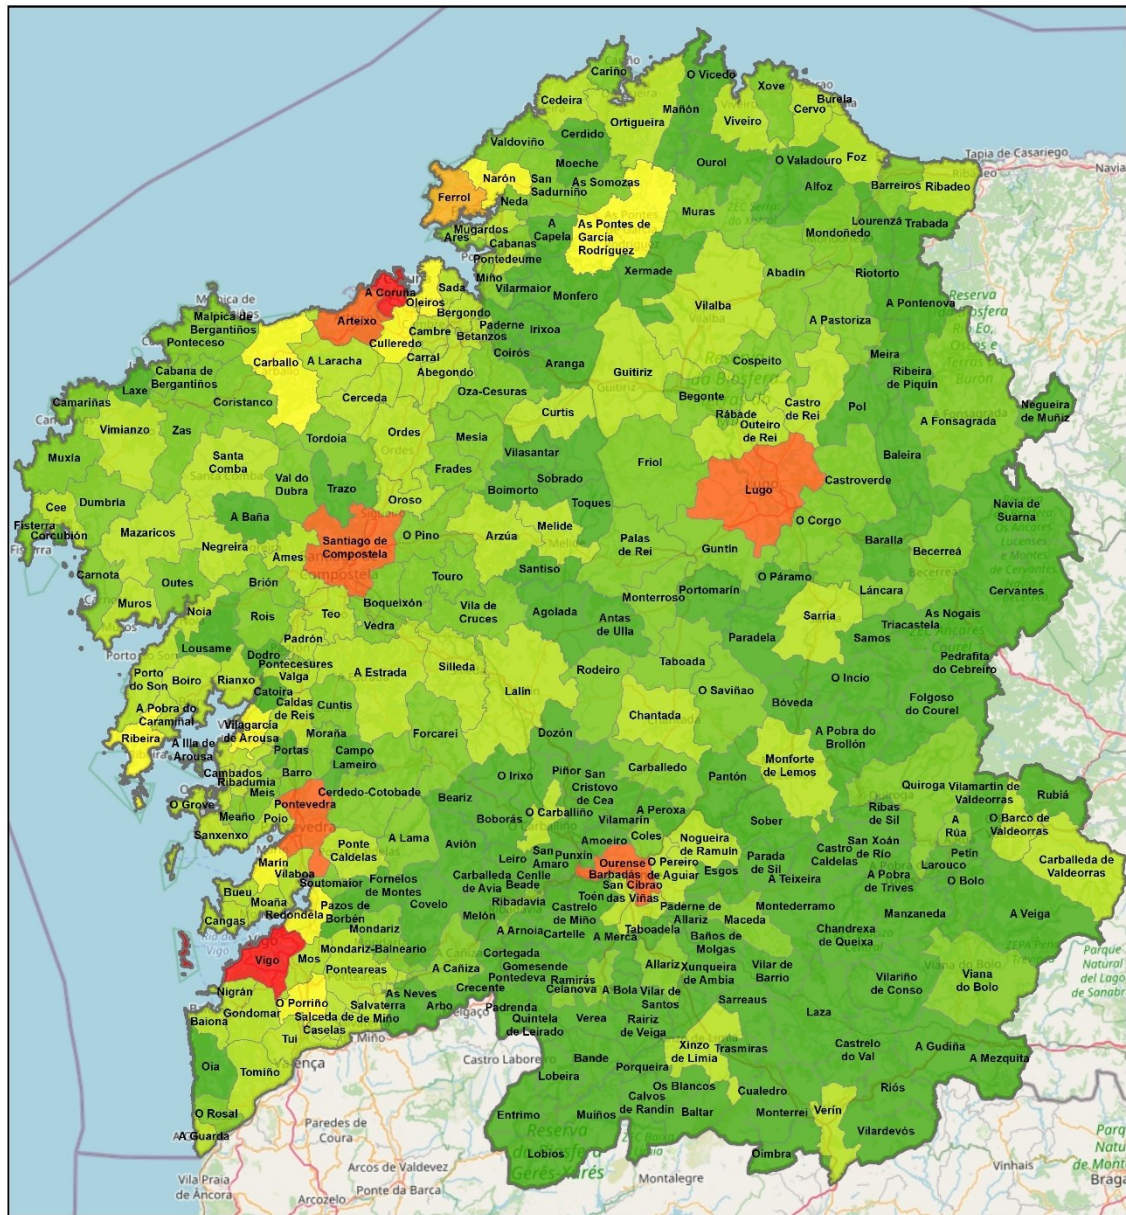 Cariño
O Vicedo
Xove
Burela
Cervo
Cedeira
Ortigueira
Mañón
Viveiro
Valdoviño
Cerdido
Ourol
O Valadouro
Foz
Tapia de Casariego
Navia
Moeche
Narón
San
Sadurniño
As Somozas
Alfoz
Barreiros
Ribadeo
Ferrol
Neda
Muras
Lourenzá
Trabada
Mugardos
Ares
Cabanas
A
Capela
As Pontes de
García
Rodríguez
Mondoñedo
Pontedeume
Miño
Vilarmaior
Monfero
Xermade
Abadín
Riotorto
A Coruña
Sada
Oleiros
Bergondo
Vilalba
A Pontenova
Malpica de
Bergantiños
Ponteceso
Arteixo
Cambre
Culleredo
Betanzos
Paderne
Irixoa
A Pastoriza
Carballo
A Laracha
Carral
Abegondo
Coirós
Aranga
Guitiriz
Cospeito
Meira
Ribeira
de Piquín
Cabana de
Bergantiños
Laxe
Camariñas
Coristanco
Cerceda
Oza-Cesuras
Begonte
Castro
de Rei
Pol
Negueira
de Muñiz
Vimianzo
Zas
Tordoia
Ordes
Mesía
Curtis
Rábade
Outeiro
de Rei
A Fonsagrada
Muxía
Santa
Comba
Val do
Dubra
Trazo
Frades
Vilasantar
Sobrado
Friol
Lugo
Castroverde
Baleira
Dumbria
Boimorto
Toques
Cee
Fisterra
Corcubión
Mazaricos
A Baña
Oroso
Santiago de
Compostela
O Pino
Arzúa
Melide
O Corgo
Navia de
Suarna
Negreira
Ames
Palas
de Rei
Guntin
Baralla
Becerreá
Carnota
Outes
Brión
Touro
Santiso
O Páramo
Láncara
Cervantes
Muros
Noia
Rois
Teo
Boqueixón
Vedra
Vila de
Cruces
Agolada
Monterroso
Portomarín
Antas
de Ulla
Sarria
As Nogais
Triacastela
Samos
Lousame
Padrón
Dodro
Pontecesures
Valga
A Estrada
Silleda
Rodeiro
Taboada
Paradela
Pedrafita
do Cebreiro
Porto
do Son
Boiro
Rianxo
Catoira
Caldas
de Reis
Cuntis
Lalín
O Saviñao
O Incio
Folgoso
do Courel
A Pobra do
Caramiñal
Ribeira
Vilagarcía
de Arousa
A Illa de
Arousa
Moraña
Portas
Campo
Lameiro
Forcarei
Dozón
Chantada
Bóveda
A Pobra do
Brollón
Monforte
de Lemos
Cambados
Ribadumia
Meis
Barro
Cerdedo-Cotobade
O Irixo
Piñor
San
Cristovo
de Cea
Carballedo
Pantón
Quiroga
Vilamartín de
Valdeorras
Rubiá
O Grove
Meaño
Poio
Pontevedra
Beariz
O Carballiño
Vilamarín
A Peroxa
Ribas
de Sil
A
Rúa
O Barco de
Valdeorras
Sanxenxo
A Lama
Boborás
Amoeiro
Coles
Nogueira
de Ramuín
Sober
San Xoán
de Río
Petín
Larouco
Carballeda de
Valdeorras
Marín
Vilaboa
Ponte
Caldelas
Avión
Leiro
San
Amaro
Punxín
Ourense
Barbadás
O Pereiro
de Aguiar
Esgos
Parada
de Sil
Castro
Caldelas
A Pobra
de Trives
O Bolo
Bueu
Moaña
Cangas
Soutomaior
Redondela
Fornelos
de Montes
Pazos de
Borbén
Covelo
Carballeda
de Avia
Cenlle
Beade
Ribadavia
Toén
San Cibrao
das Viñas
A Teixeira
Melón
Castrelo
de Miño
Paderne de
Allariz
Maceda
Montederramo
Manzaneda
A Veiga
Vigo
Mos
Mondariz
Mondariz-Balneario
A Arnoia
Cartelle
A Merca
Taboadela
Baños de
Molgas
Chandrexa
de Queixa
Nigrán
Ponteareas
A Cañiza
Cortegada
Gomesende
Pontedeva
Ramirás
Celanova
Allariz
Xunqueira
de Ambía
Vilar de
Barrio
Vilariño
de Conso
Viana
do Bolo
O Porriño
Gondomar
Baiona
Salvaterra
de Miño
Salceda de
Caselas
As Neves
Arbo
Crecente
Padrenda
Quintela
de Leirado
A Bola
Verea
Vilar de
Santos
Rairiz
de Veiga
Sarreaus
Laza
Tui
Oia
Tomiño
Castro Laboreiro
Bande
Lobeira
Porqueira
Xinzo
de Limia
Trasmiras
Castrelo
do Val
A Gudiña
A Mezquita
O Rosal
A Guarda
Paredes de
Coura
Entrimo
Muíños
Os Blancos
Calvos
de Randín
Baltar
Cualedro
Monterrei
Verín
Riós
Vilardevós
Lobios
Oimbra
Vila Praia
de Âncora
Arcos de Valdevez
Ponte da Barca
Arcozelo
Montalegre
Vinhais